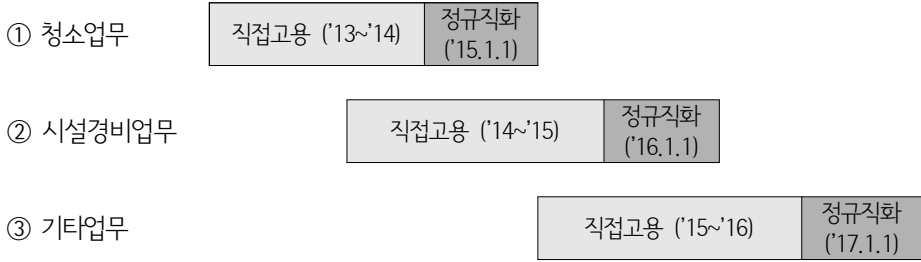 ① 청소업무 직접고용 (’13~’14) 정규직화
(’15.1.1)
② 시설경비업무 직접고용 (’14~’15) 정규직화
(’16.1.1)
③ 기타업무 직접고용 (’15~’16) 정규직화
(’17.1.1)